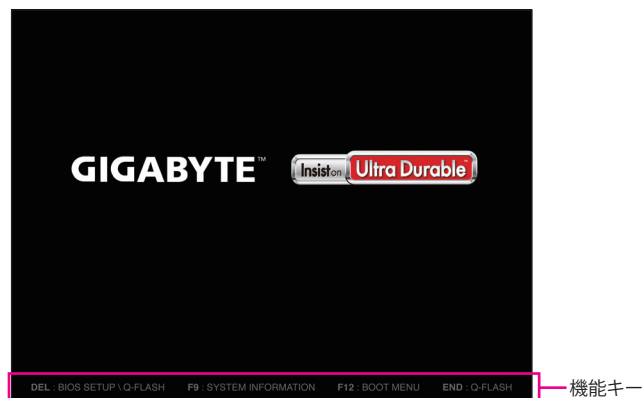 GIGABYTE™ Insist on Ultra Durable™
DEL : BIOS SETUP \ Q-FLASH F9 : SYSTEM INFORMATION F12 : BOOT MENU END : Q-FLASH 機能キー